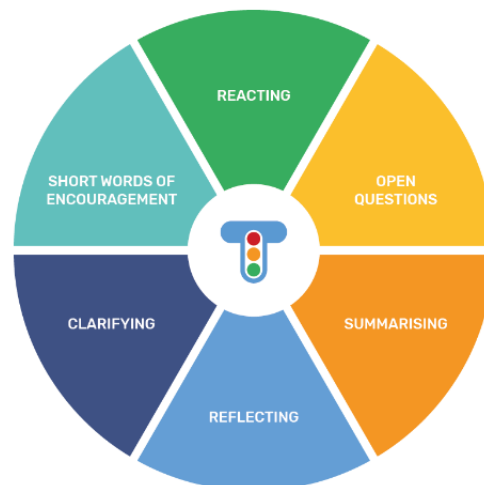 REACTING
OPEN
QUESTIONS
SUMMARISING
REFLECTING
CLARIFYING
SHORT WORDS OF
ENCOURAGEMENT